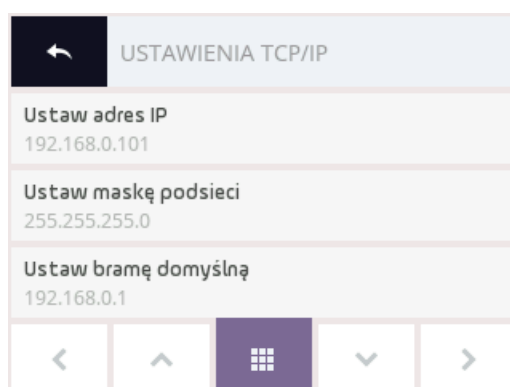 USTAWIENIA TCP/IP
Ustaw adres IP
192.168.0.101
Ustaw maskę podsieci
255.255.255.0
Ustaw bramę domyślną
192.168.0.1